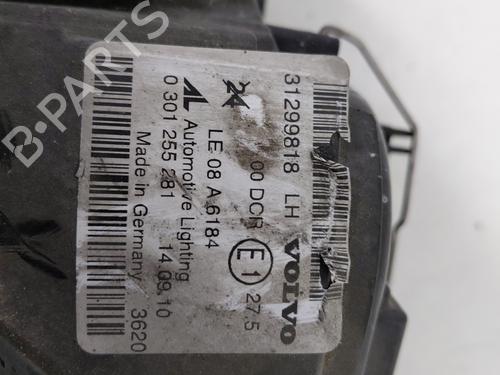 31299818 LH VOLVO
24 00 DCR E1 27.5
LE 08 A 6184
AL Automotive Lighting
0 301 255 281 14.09.10
Made in Germany 3620
B-PARTS